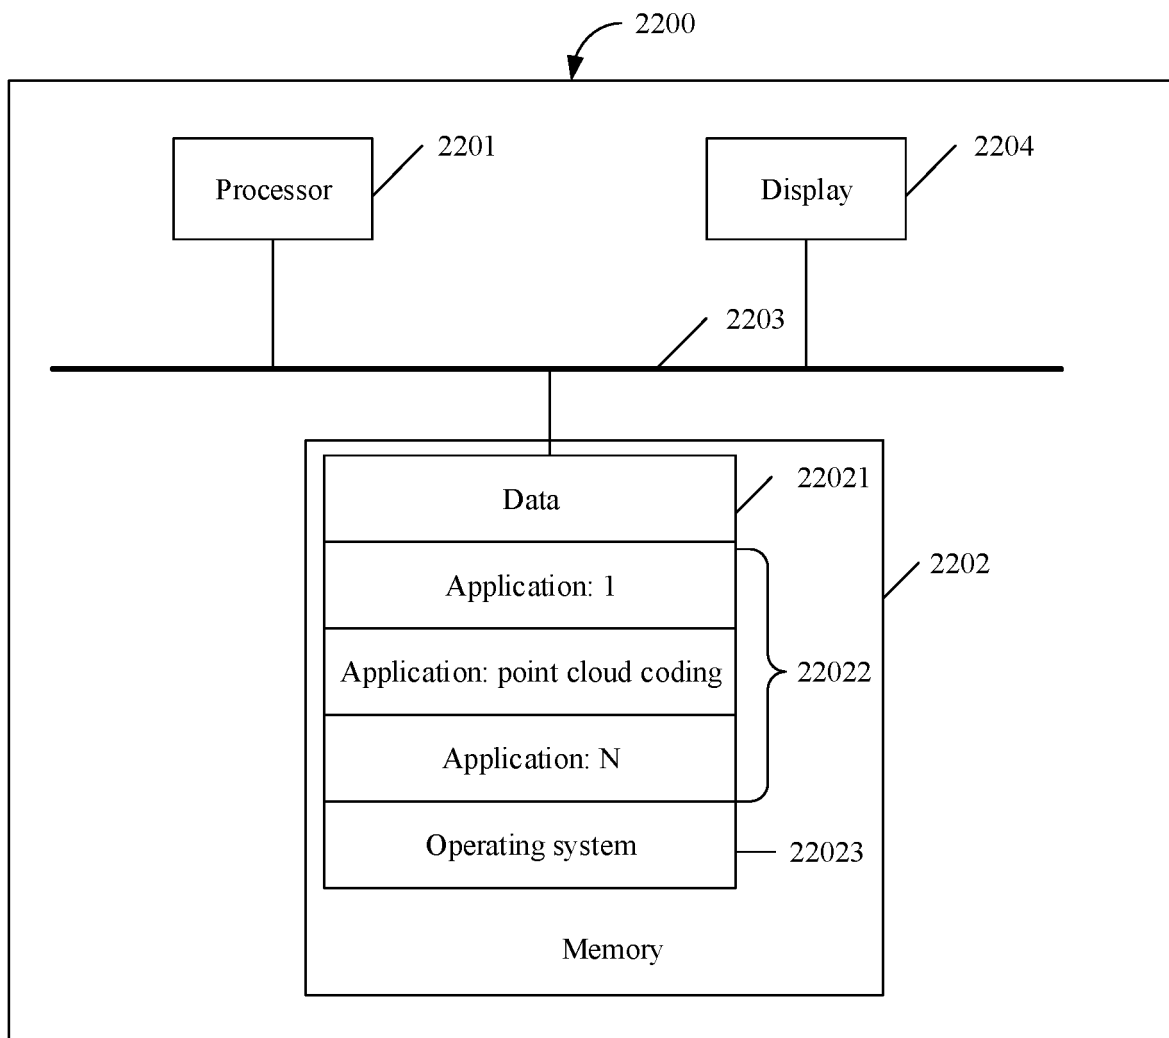 2200
2201
Processor
2204
Display
2203
Data
22021
Application: 1
2202
Application: point cloud coding
22022
Application: N
Operating system
22023
Memory